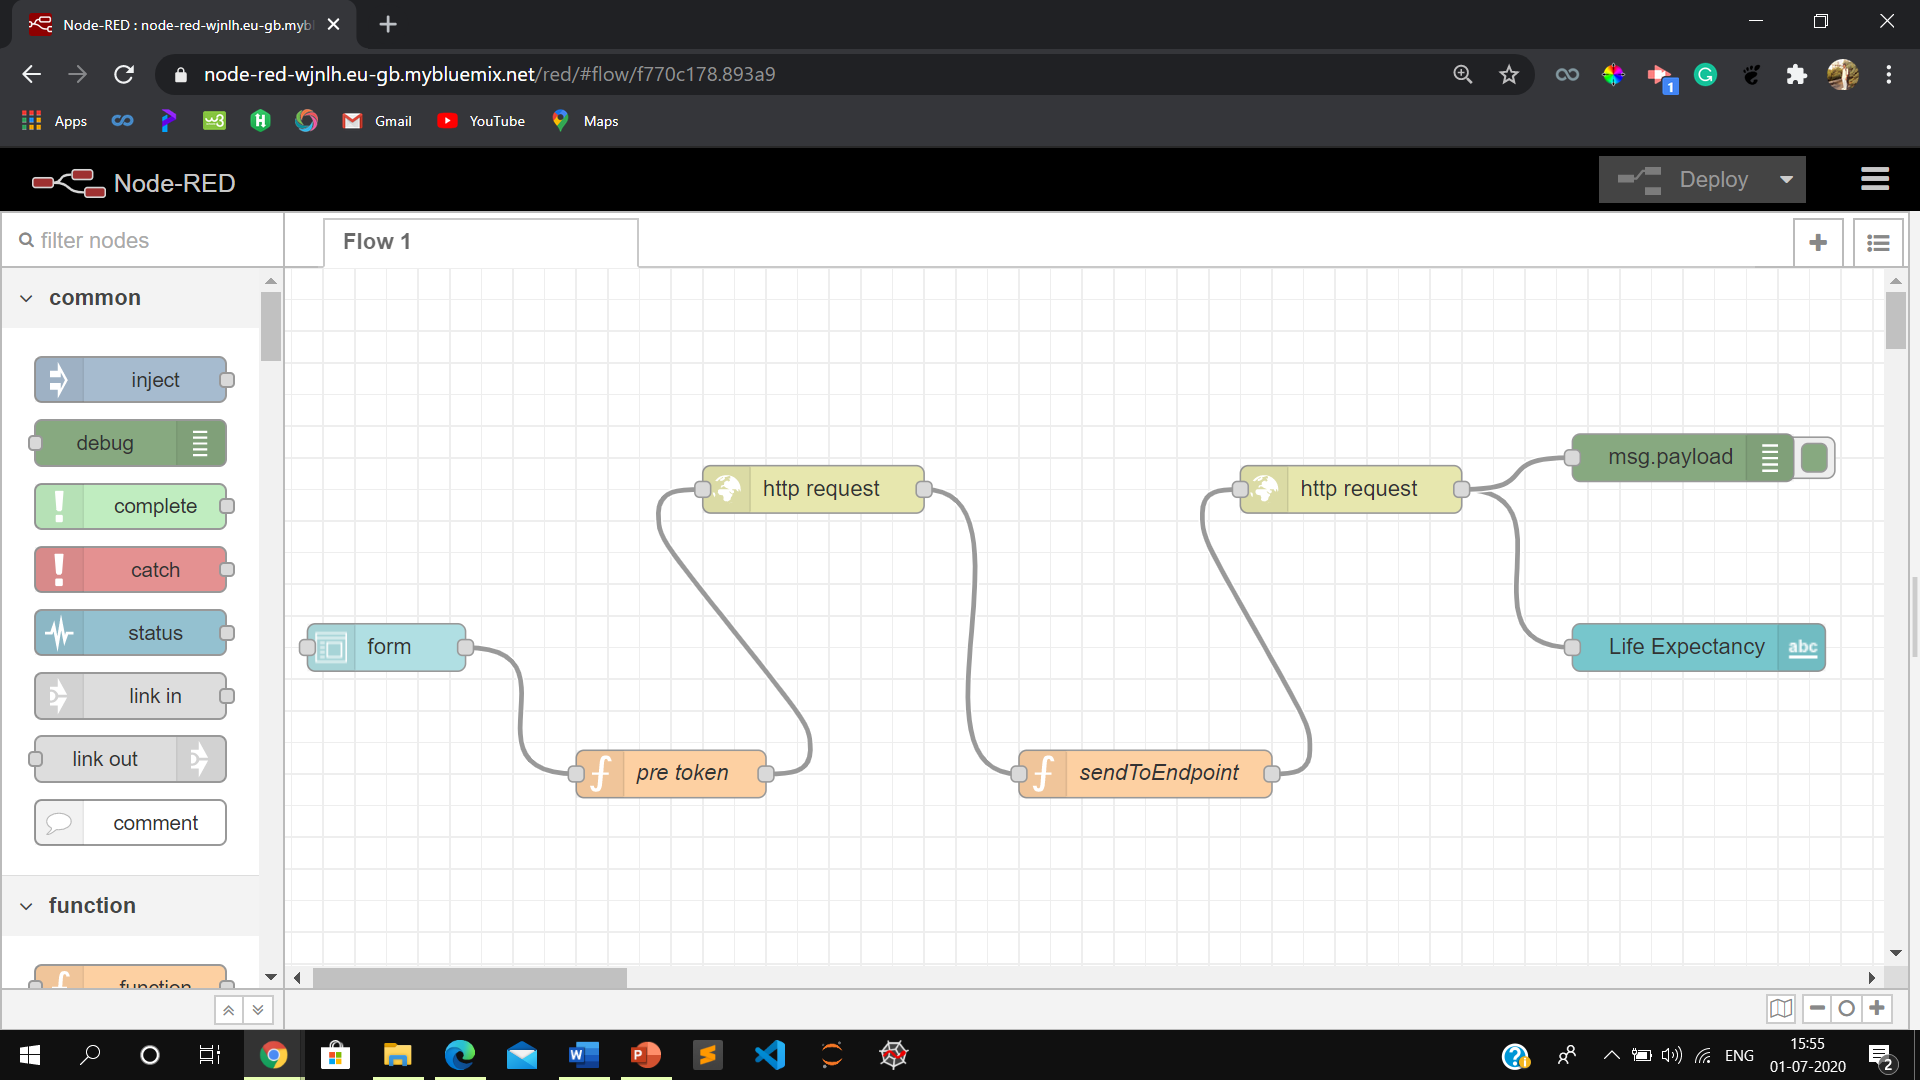 Node-RED : node-red-wjnlh.eu-gb.myb
node-red-wjnlh.eu-gb.mybluemix.net/red/#flow/f770c178.893a9
1
Apps
Gmail
YouTube
Maps
Node-RED
Deploy
filter nodes
Flow 1
common
inject
debug
complete
catch
status
link in
link out
comment
function
function
http request
http request
msg.payload
form
Life Expectancy
abc
pre token
sendToEndpoint
ENG
15:55
01-07-2020
2